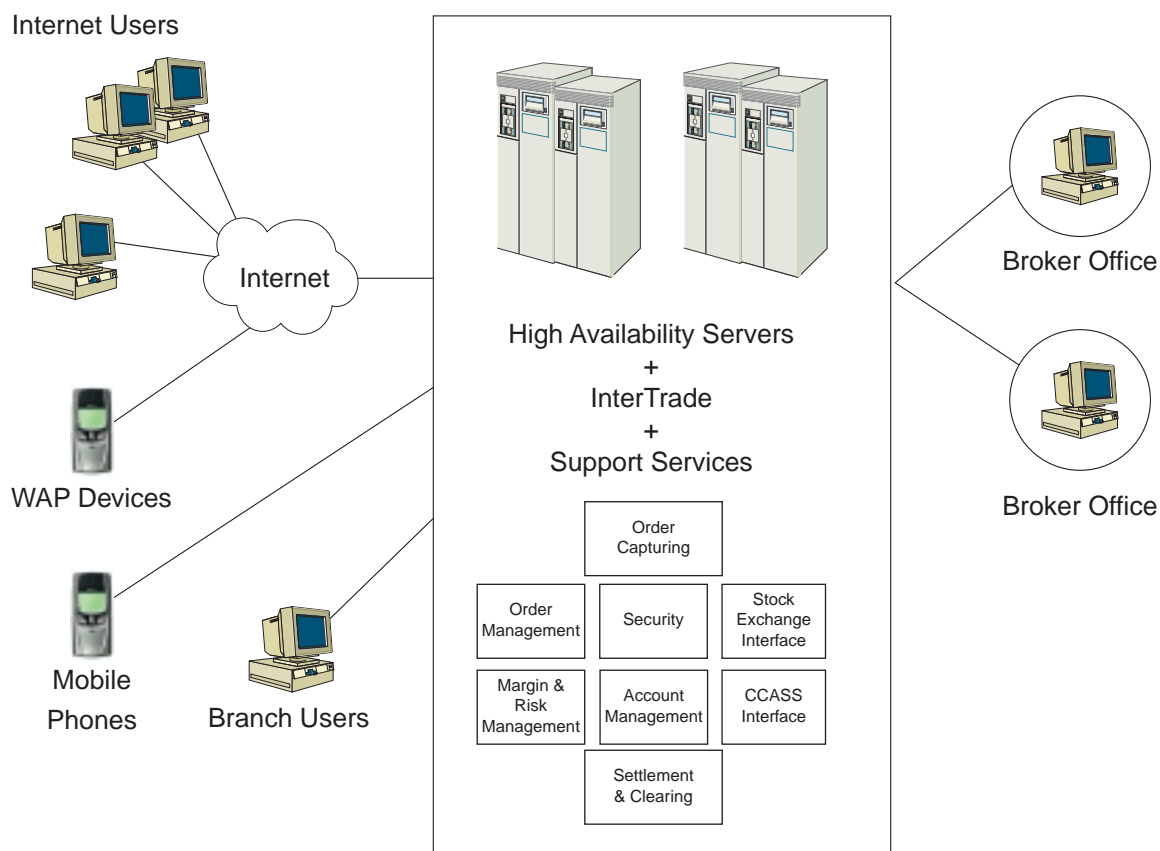 Internet Users
Internet
WAP Devices
Mobile
Phones
Branch Users
High Availability Servers
+
InterTrade
+
Support Services
Order
Capturing
Order
Management
Security
Stock
Exchange
Interface
Margin &
Risk
Management
Account
Management
CCASS
Interface
Settlement
& Clearing
Broker Office
Broker Office